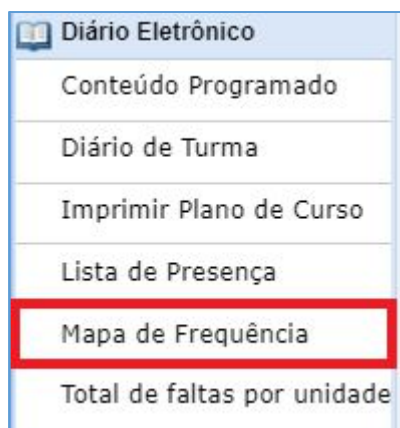 Diário Eletrônico
Conteúdo Programado
Diário de Turma
Imprimir Plano de Curso
Lista de Presença
Mapa de Frequência
Total de faltas por unidade